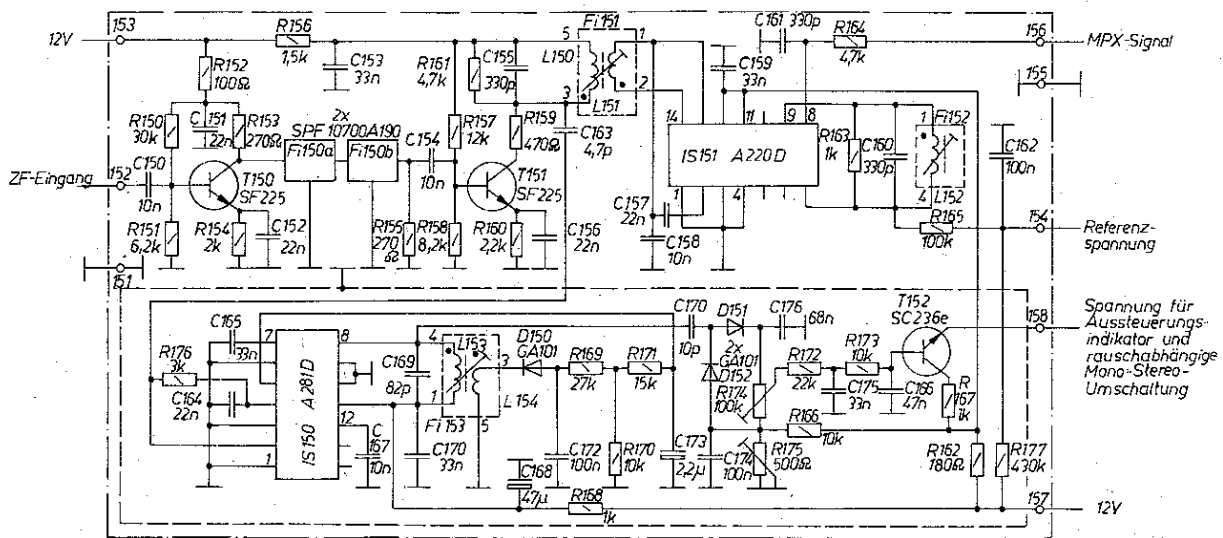 12V
153
R156
1,5k
R152
100Ω
C153
33n
R161
4,7k
C155
330p
5
Fi151
1
L150
3
2
L151
C161
330p
R164
4,7k
156
MPX-Signal
155
C159
33n
R150
30k
C151
22n
R153
270Ω
2x
SPF 10700A190
Fi150a
Fi150b
C154
10n
R157
12k
R159
470Ω
C163
4,7p
14
11
9
8
IS151 A220D
1
4
R163
1k
C160
330p
Fi152
1
4
L152
C162
100n
ZF-Eingang
152
C150
10n
T150
SF225
T151
SF225
R151
6,2k
R154
2k
C152
22n
R155
270
Ω
R158
8,2k
R160
2,2k
C156
22n
C157
22n
C158
10n
R165
100k
154
Referenz-
spannung
151
C165
33n
R176
3k
C164
22n
7
8
12
1
IS150 A281D
C169
82p
4
L153
3
1
L154
Fi153
5
D150
GA101
R169
27k
R171
15k
C170
10p
D151
2x
GA101
D152
C176
68n
R172
22k
R173
10k
T152
SC236e
158
Spannung für
Aussteuerungs-
indikator und
rauschabhängige
Mono-Stereo-
Umschaltung
R174
100k
C175
33n
C166
47n
R
167
1k
R166
10k
C
167
10n
C170
33n
C168
47µ
C172
100n
R170
10k
C173
2,2µ
C174
100n
R175
500Ω
R162
180Ω
R177
430k
R168
1k
157
12V